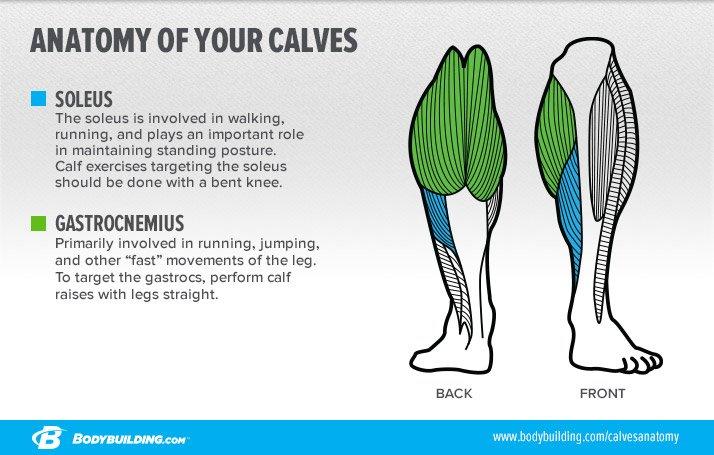 ANATOMY OF YOUR CALVES
SOLEUS
The soleus is involved in walking,
running, and plays an important role
in maintaining standing posture.
Calf exercises targeting the soleus
should be done with a bent knee.
GASTROCNEMIUS
Primarily involved in running, jumping,
and other “fast” movements of the leg.
To target the gastrocs, perform calf
raises with legs straight.
BACK
FRONT
B BODYBUILDING.COM
www.bodybuilding.com/calvesanatomy